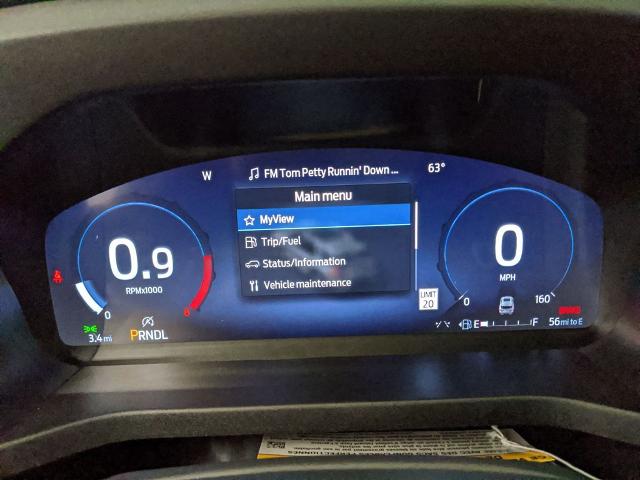 W
FM Tom Petty Runnin' Down ...
63°
Main menu
MyView
Trip/Fuel
Status/Information
Vehicle maintenance
0.9
RPMx1000
0
8
0
MPH
0
160
LIMIT
20
BRAKE
3.4 mi
PRNDL
E
F
56 mi to E